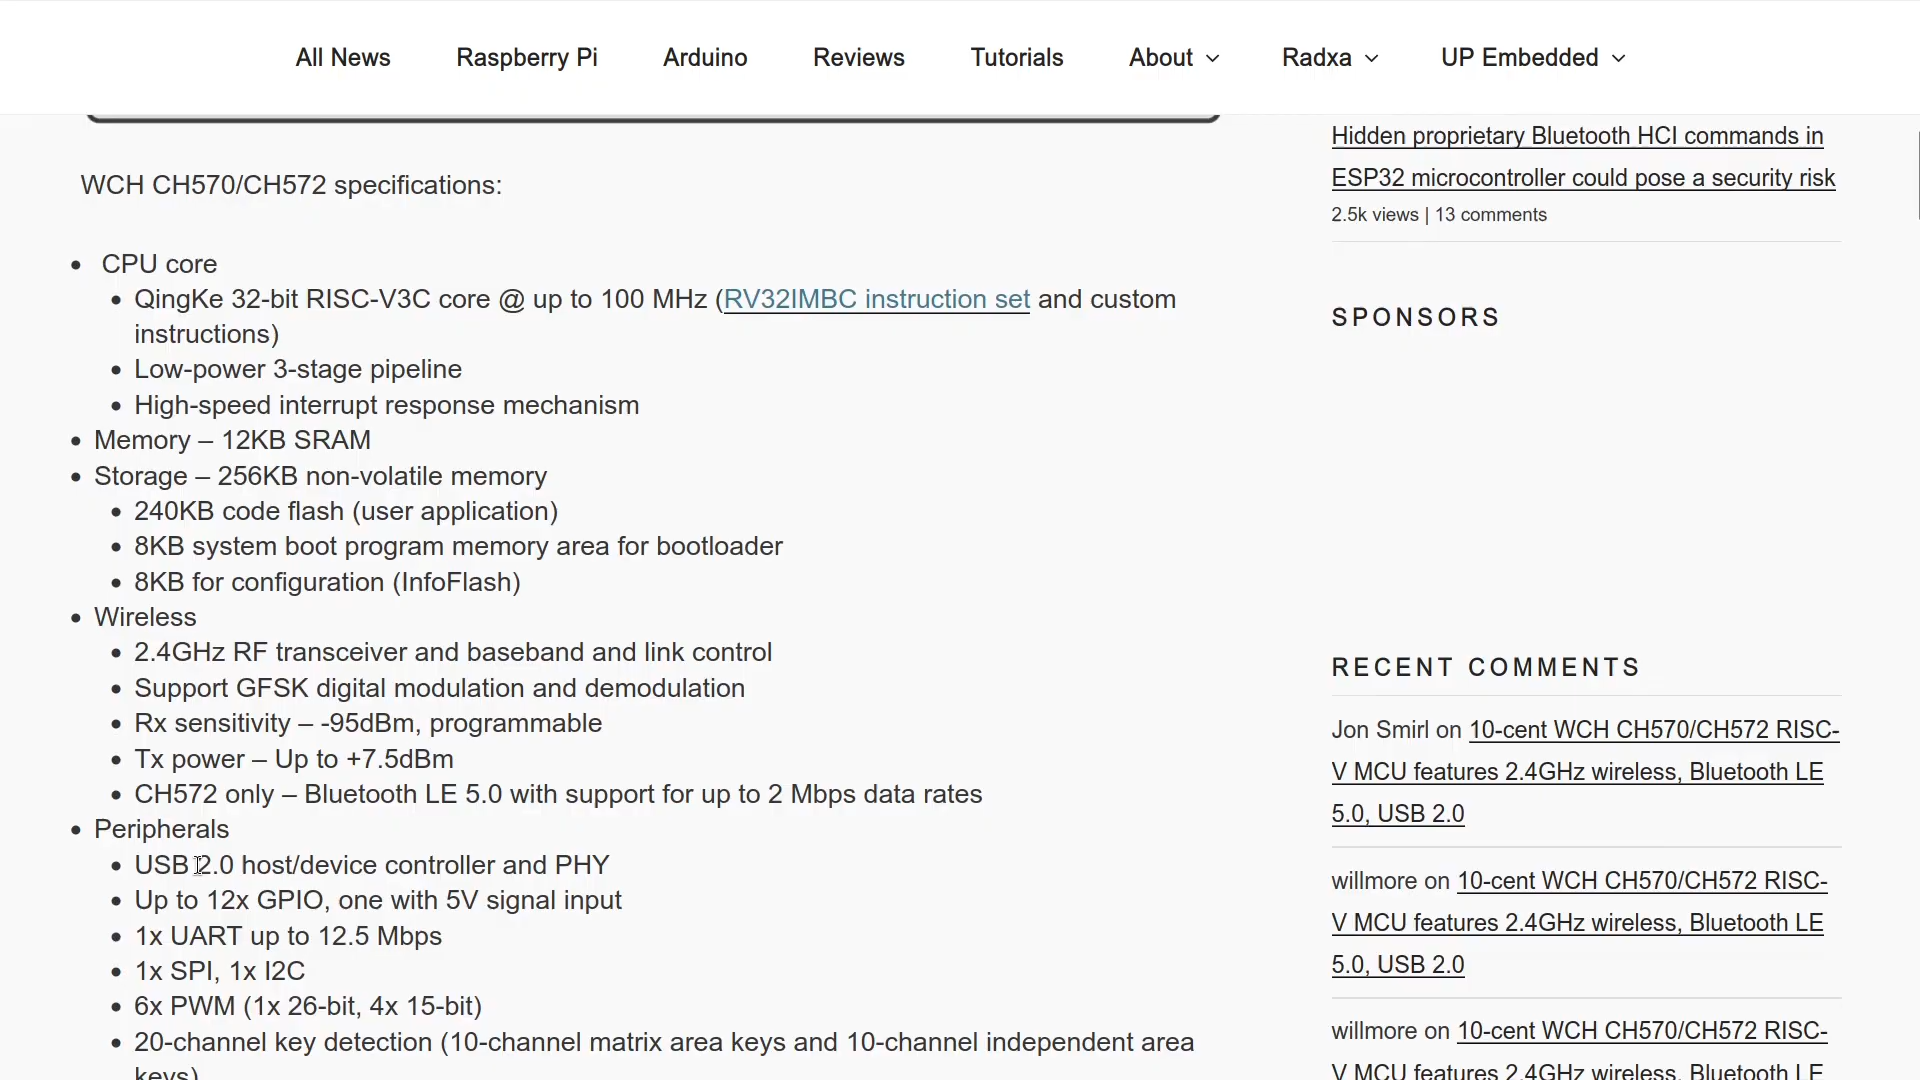 All News Raspberry Pi Arduino Reviews Tutorials About Radxa UP Embedded
WCH CH570/CH572 specifications:
CPU core
QingKe 32-bit RISC-V3C core @ up to 100 MHz (RV32IMBC instruction set and custom
instructions)
Low-power 3-stage pipeline
High-speed interrupt response mechanism
Memory – 12KB SRAM
Storage – 256KB non-volatile memory
240KB code flash (user application)
8KB system boot program memory area for bootloader
8KB for configuration (InfoFlash)
Wireless
2.4GHz RF transceiver and baseband and link control
Support GFSK digital modulation and demodulation
Rx sensitivity – -95dBm, programmable
Tx power – Up to +7.5dBm
CH572 only – Bluetooth LE 5.0 with support for up to 2 Mbps data rates
Peripherals
USB 2.0 host/device controller and PHY
Up to 12x GPIO, one with 5V signal input
1x UART up to 12.5 Mbps
1x SPI, 1x I2C
6x PWM (1x 26-bit, 4x 15-bit)
20-channel key detection (10-channel matrix area keys and 10-channel independent area
keys)
Hidden proprietary Bluetooth HCI commands in
ESP32 microcontroller could pose a security risk
2.5k views | 13 comments
SPONSORS
RECENT COMMENTS
Jon Smirl on 10-cent WCH CH570/CH572 RISC-
V MCU features 2.4GHz wireless, Bluetooth LE
5.0, USB 2.0
willmore on 10-cent WCH CH570/CH572 RISC-
V MCU features 2.4GHz wireless, Bluetooth LE
5.0, USB 2.0
willmore on 10-cent WCH CH570/CH572 RISC-
V MCU features 2.4GHz wireless, Bluetooth LE